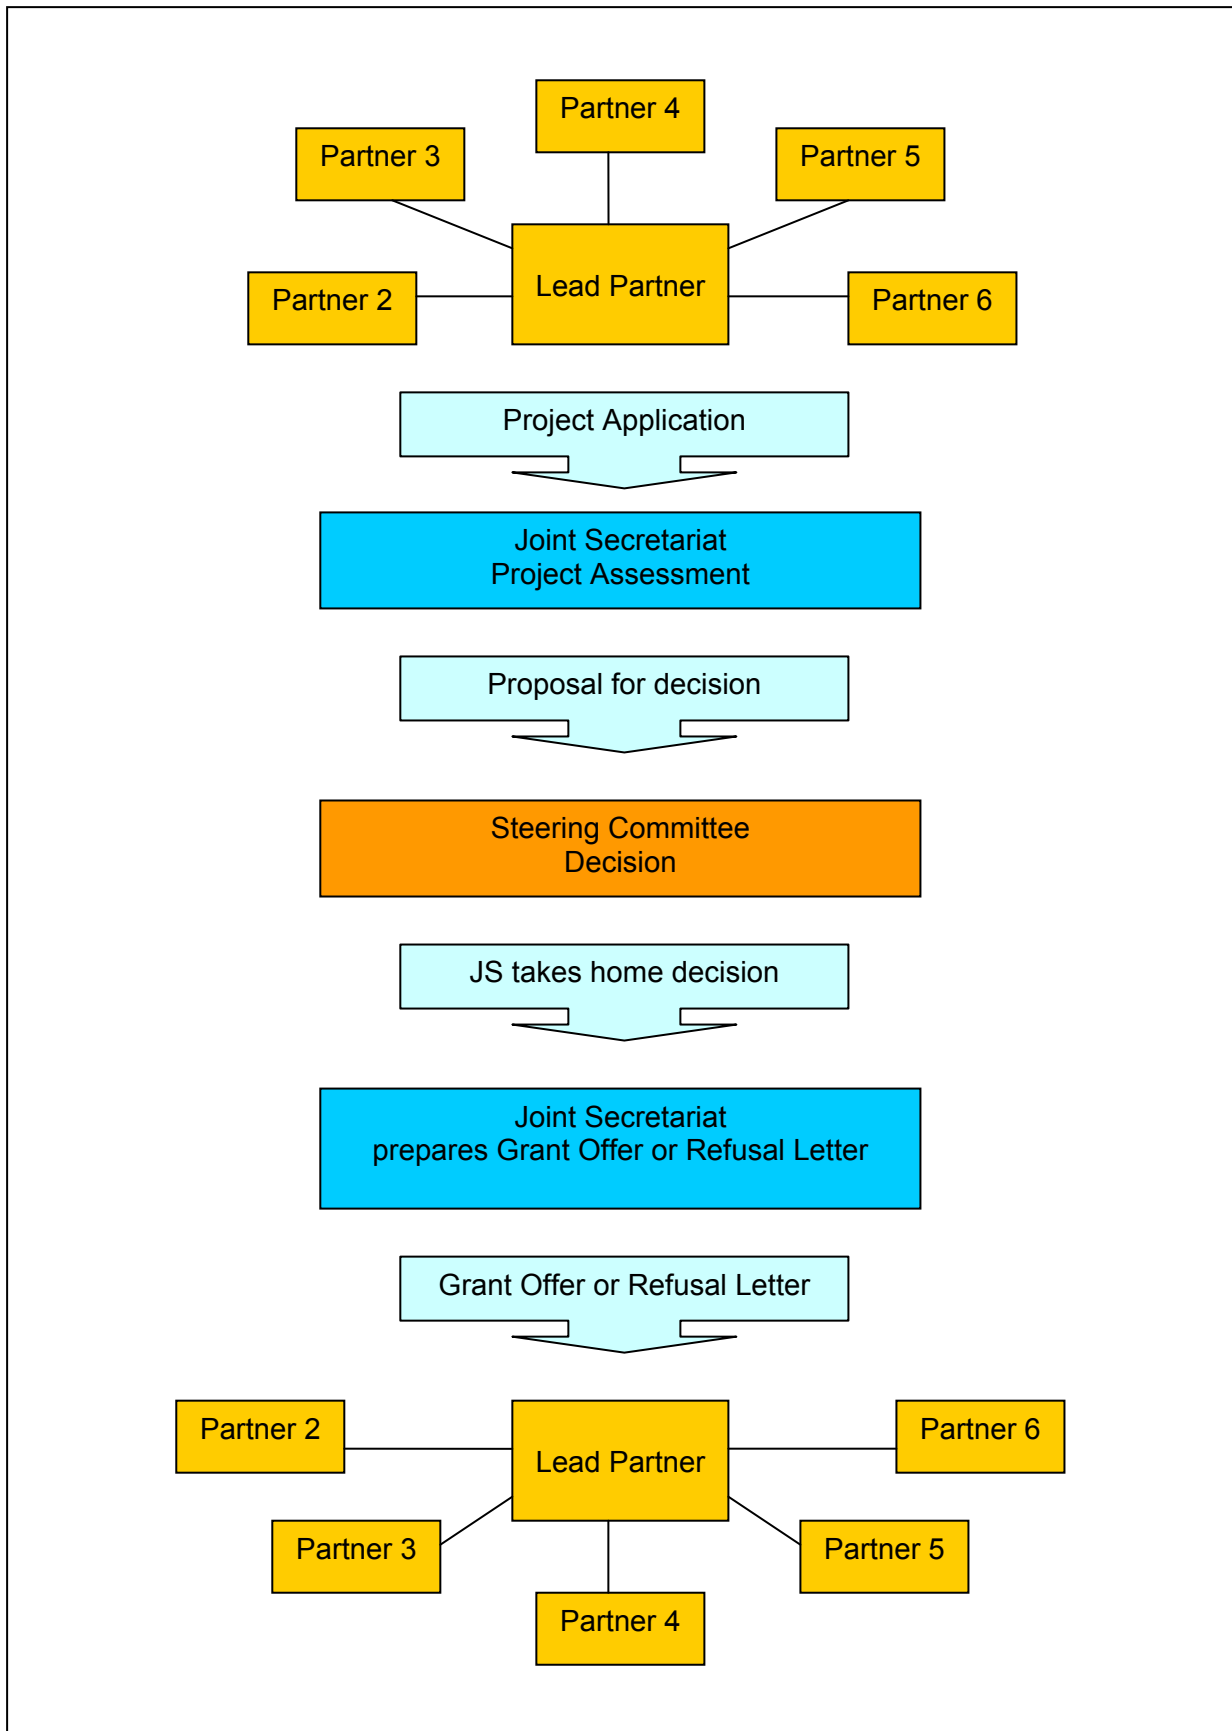 Partner 4
Partner 3
Partner 5
Lead Partner
Partner 2
Partner 6
Project Application
Joint Secretariat
Project Assessment
Proposal for decision
Steering Committee
Decision
JS takes home decision
Joint Secretariat
prepares Grant Offer or Refusal Letter
Grant Offer or Refusal Letter
Partner 2
Lead Partner
Partner 6
Partner 3
Partner 5
Partner 4